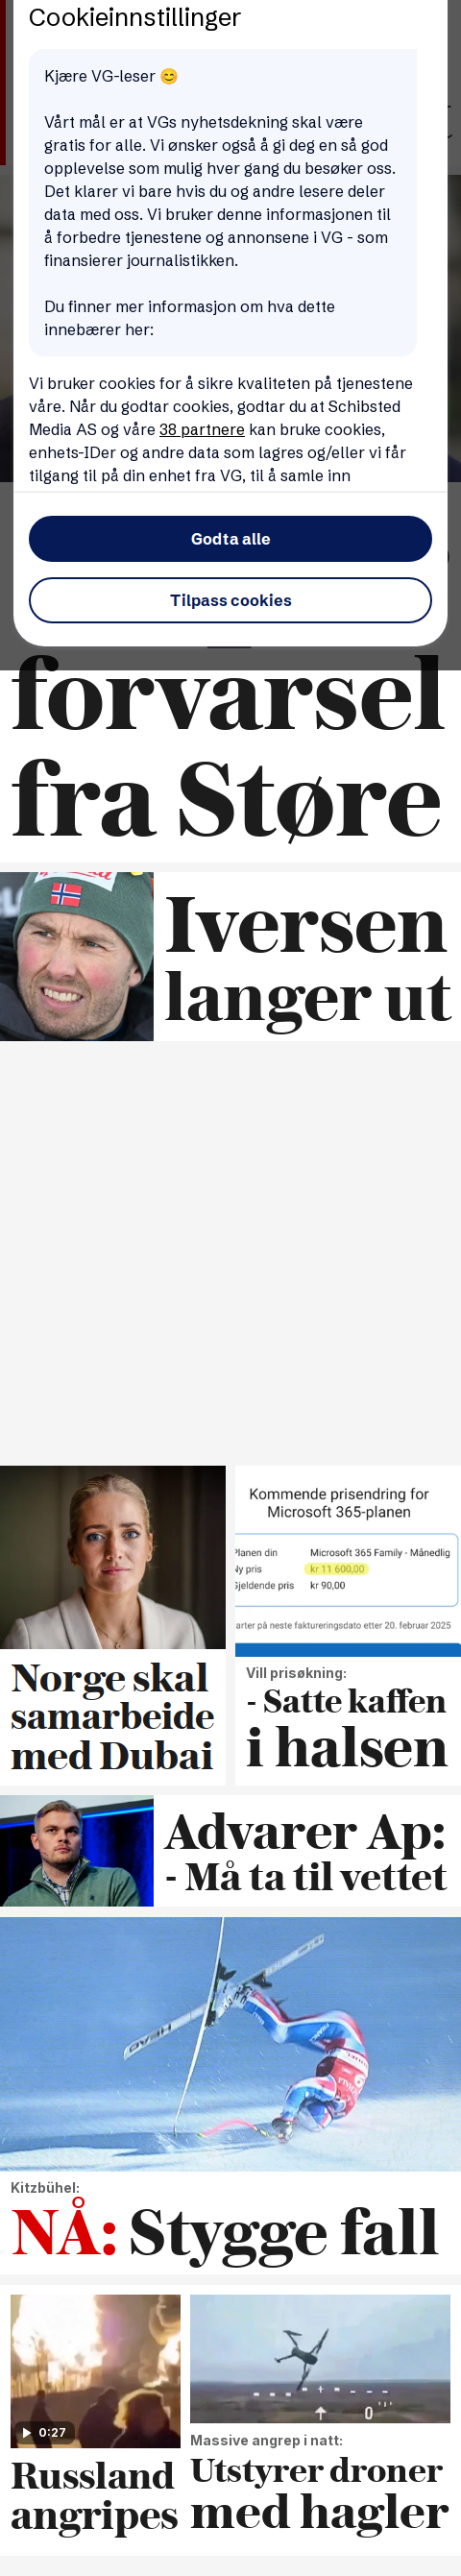 Cookieinnstillinger
Kjære VG-leser 😊
Vårt mål er at VGs nyhetsdekning skal være
gratis for alle. Vi ønsker også å gi deg en så god
opplevelse som mulig hver gang du besøker oss.
Det klarer vi bare hvis du og andre lesere deler
data med oss. Vi bruker denne informasjonen til
å forbedre tjenestene og annonsene i VG - som
finansierer journalistikken.
Du finner mer informasjon om hva dette
innebærer her:
Vi bruker cookies for å sikre kvaliteten på tjenestene
våre. Når du godtar cookies, godtar du at Schibsted
Media AS og våre 38 partnere kan bruke cookies,
enhets-IDer og andre data som lagres og/eller vi får
tilgang til på din enhet fra VG, til å samle inn
Godta alle
Tilpass cookies
forvarsel
fra Støre
Iversen
langer ut
Norge skal
samarbeide
med Dubai
Kommende prisendring for
Microsoft 365-planen
Planen din Microsoft 365 Family - Månedlig
Ny pris kr 11 600,00
Gjeldende pris kr 90,00
arter på neste faktureringsdato etter 20. februar 2025
Vill prisøkning:
- Satte kaffen
i halsen
Advarer Ap:
- Må ta til vettet
HEAD
Kitzbühel:
NÅ: Stygge fall
0:27
Russland
angripes
0
Massive angrep i natt:
Utstyrer droner
med hagler